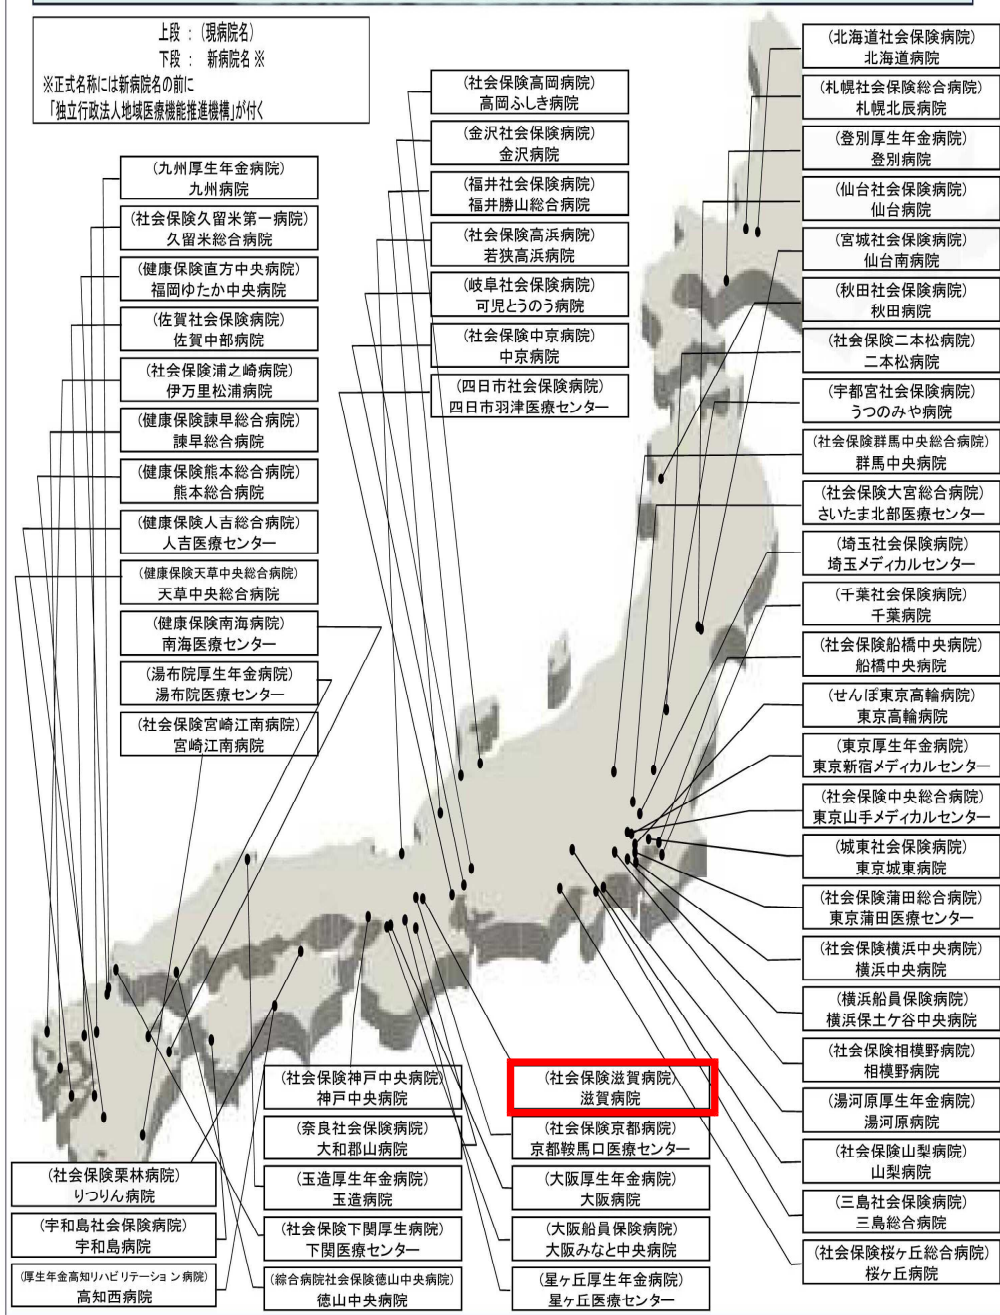 上段 : (現病院名)
下段 : 新病院名 ※
※正式名称には新病院名の前に
「独立行政法人地域医療機能推進機構」が付く
(九州厚生年金病院)
九州病院
(社会保険久留米第一病院)
久留米総合病院
(健康保険直方中央病院)
福岡ゆたか中央病院
(佐賀社会保険病院)
佐賀中部病院
(社会保険浦之崎病院)
伊万里松浦病院
(健康保険諫早総合病院)
諫早総合病院
(健康保険熊本総合病院)
熊本総合病院
(健康保険人吉総合病院)
人吉医療センター
(健康保険天草中央総合病院)
天草中央総合病院
(健康保険南海病院)
南海医療センター
(湯布院厚生年金病院)
湯布院医療センター
(社会保険宮崎江南病院)
宮崎江南病院
(社会保険高岡病院)
高岡ふしき病院
(金沢社会保険病院)
金沢病院
(福井社会保険病院)
福井勝山総合病院
(社会保険高浜病院)
若狭高浜病院
(岐阜社会保険病院)
可児とうのう病院
(社会保険中京病院)
中京病院
(四日市社会保険病院)
四日市羽津医療センター
(北海道社会保険病院)
北海道病院
(札幌社会保険総合病院)
札幌北辰病院
(登別厚生年金病院)
登別病院
(仙台社会保険病院)
仙台病院
(宮城社会保険病院)
仙台南病院
(秋田社会保険病院)
秋田病院
(社会保険二本松病院)
二本松病院
(宇都宮社会保険病院)
うつのみや病院
(社会保険群馬中央総合病院)
群馬中央病院
(社会保険大宮総合病院)
さいたま北部医療センター
(埼玉社会保険病院)
埼玉メディカルセンター
(千葉社会保険病院)
千葉病院
(社会保険船橋中央病院)
船橋中央病院
(せんぽ東京高輪病院)
東京高輪病院
(東京厚生年金病院)
東京新宿メディカルセンター
(社会保険中央総合病院)
東京山手メディカルセンター
(城東社会保険病院)
東京城東病院
(社会保険蒲田総合病院)
東京蒲田医療センター
(社会保険横浜中央病院)
横浜中央病院
(横浜船員保険病院)
横浜保土ケ谷中央病院
(社会保険相模野病院)
相模野病院
(湯河原厚生年金病院)
湯河原病院
(社会保険山梨病院)
山梨病院
(三島社会保険病院)
三島総合病院
(社会保険桜ヶ丘総合病院)
桜ヶ丘病院
(社会保険神戸中央病院)
神戸中央病院
(奈良社会保険病院)
大和郡山病院
(玉造厚生年金病院)
玉造病院
(社会保険下関厚生病院)
下関医療センター
(綜合病院社会保険徳山中央病院)
徳山中央病院
(社会保険滋賀病院)
滋賀病院
(社会保険京都病院)
京都鞍馬口医療センター
(大阪厚生年金病院)
大阪病院
(大阪船員保険病院)
大阪みなと中央病院
(星ヶ丘厚生年金病院)
星ヶ丘医療センター
(社会保険栗林病院)
りつりん病院
(宇和島社会保険病院)
宇和島病院
(厚生年金高知リハビリテーション病院)
高知西病院